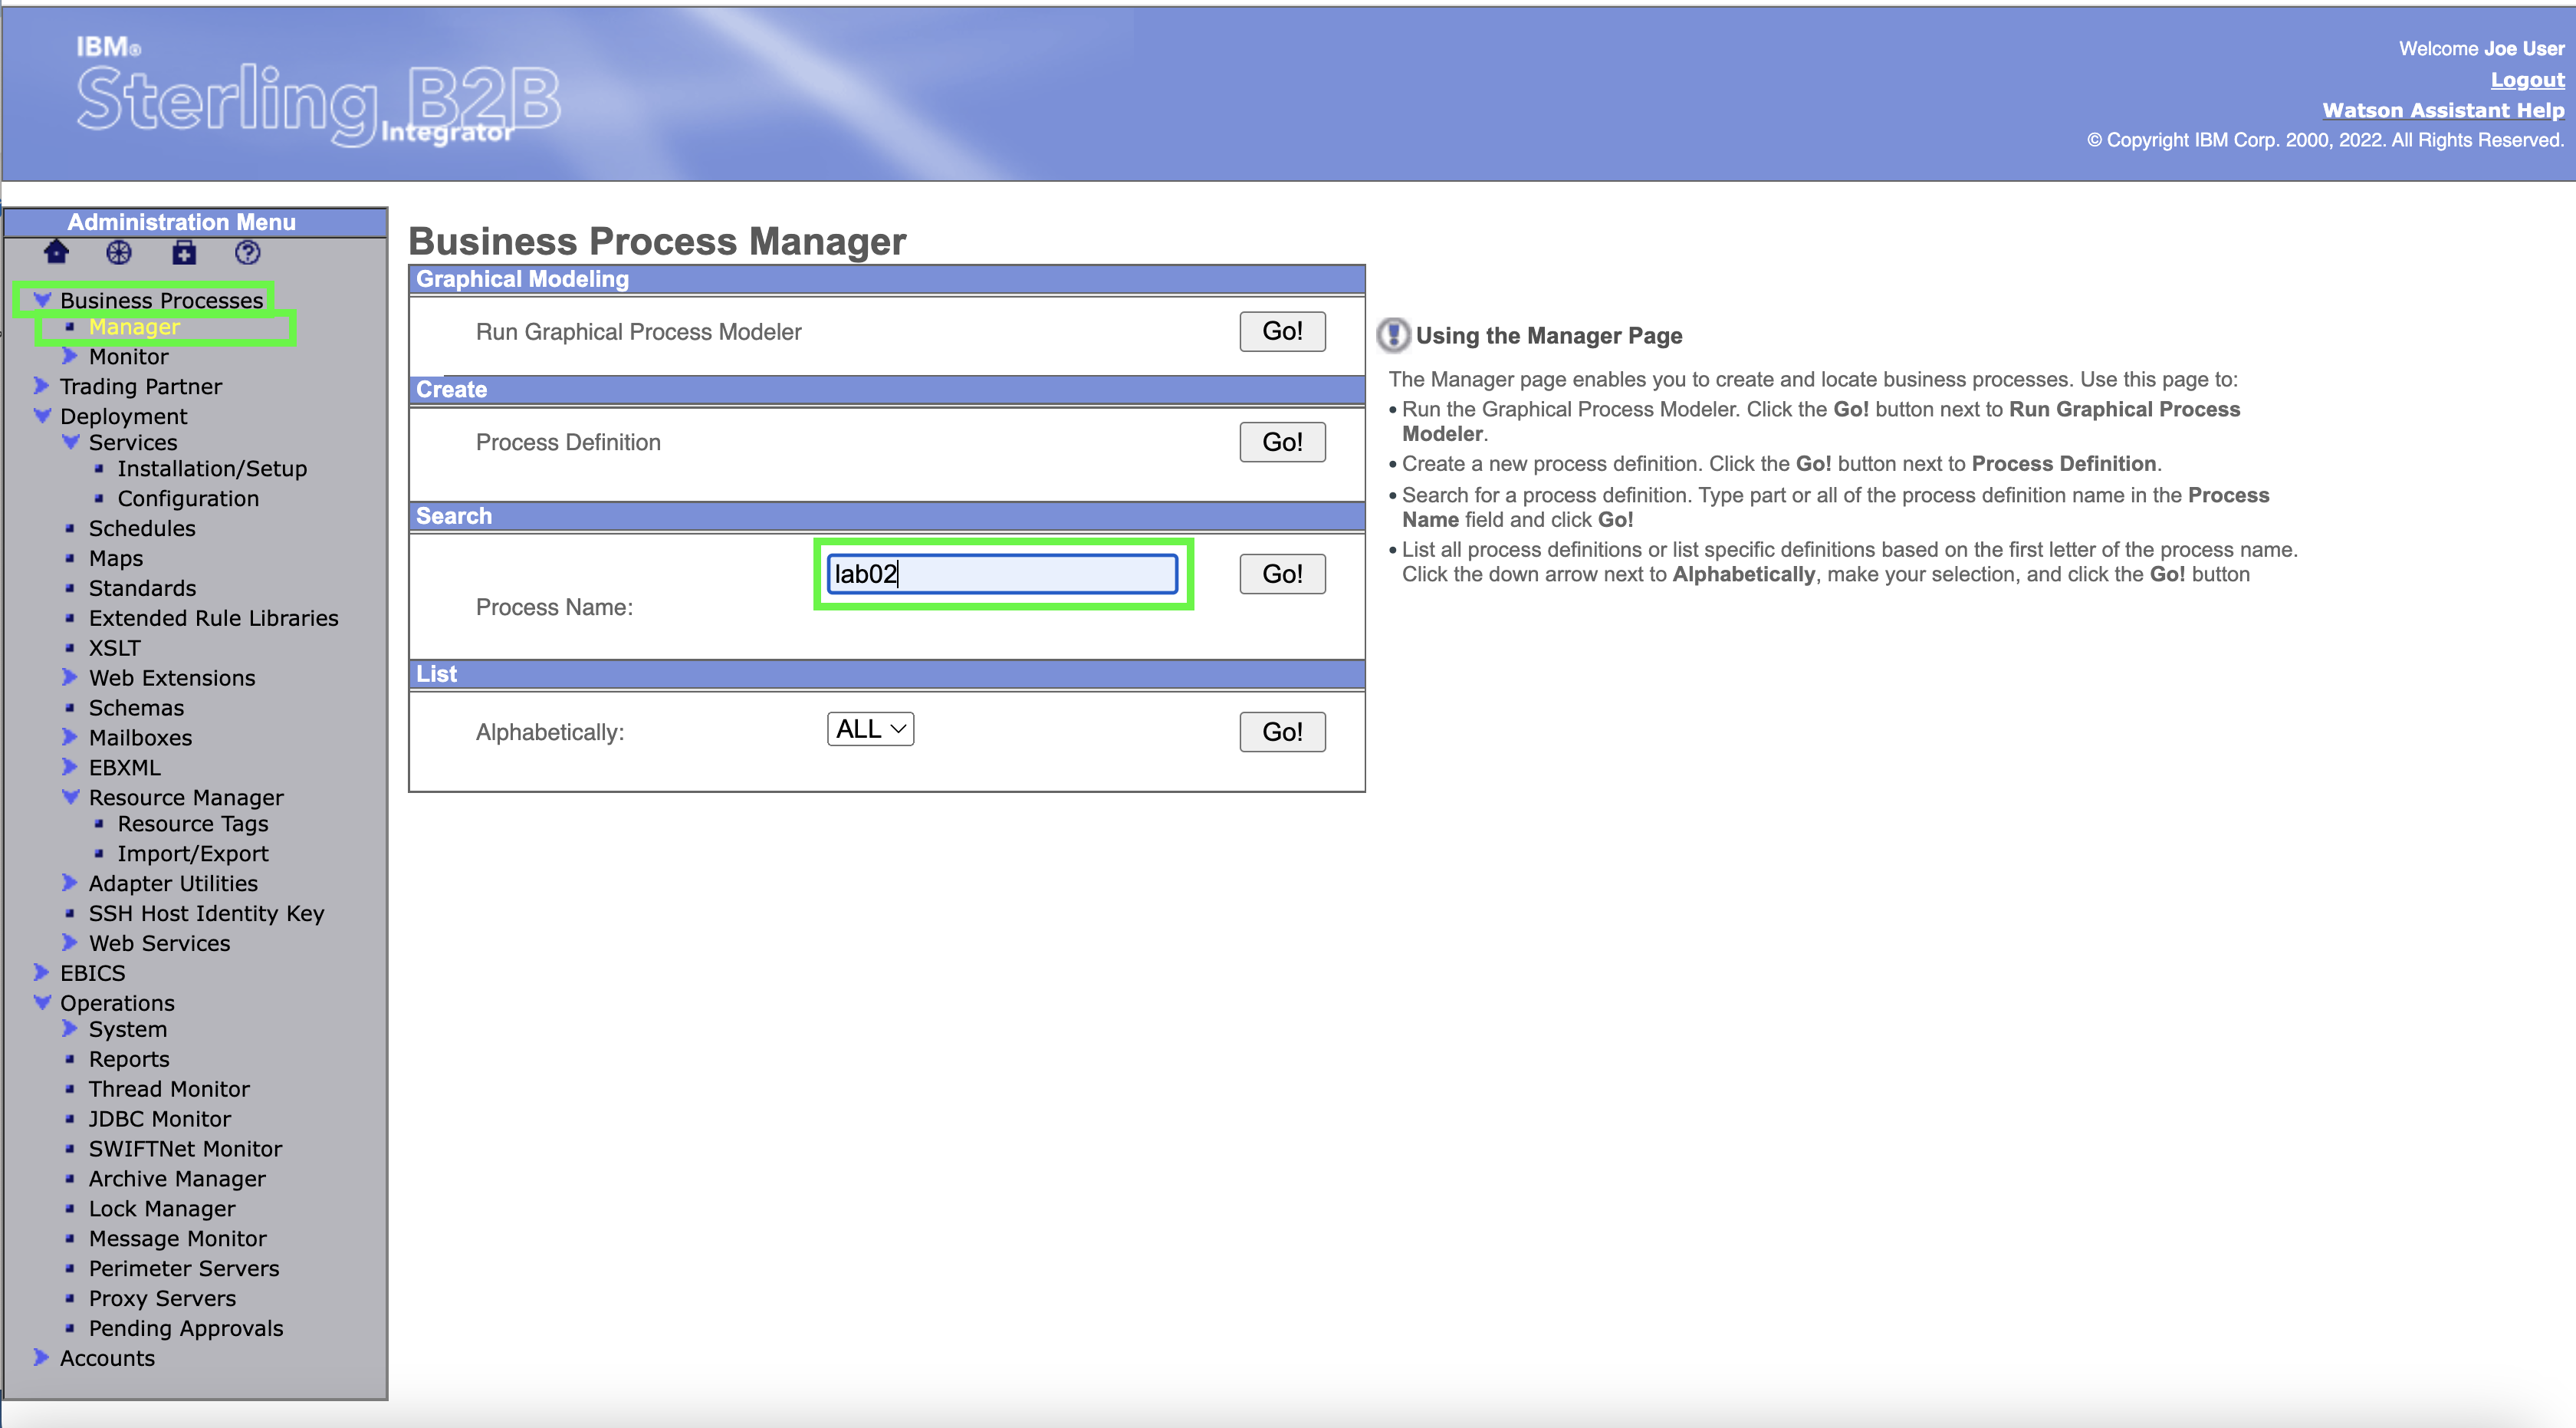 IBM®
Sterling B2B
Integrator
Welcome Joe User
Logout
Watson Assistant Help
© Copyright IBM Corp. 2000, 2022. All Rights Reserved.
Administration Menu
Business Processes
Manager
Monitor
Trading Partner
Deployment
Services
Installation/Setup
Configuration
Schedules
Maps
Standards
Extended Rule Libraries
XSLT
Web Extensions
Schemas
Mailboxes
EBXML
Resource Manager
Resource Tags
Import/Export
Adapter Utilities
SSH Host Identity Key
Web Services
EBICS
Operations
System
Reports
Thread Monitor
JDBC Monitor
SWIFTNet Monitor
Archive Manager
Lock Manager
Message Monitor
Perimeter Servers
Proxy Servers
Pending Approvals
Accounts
Business Process Manager
Graphical Modeling
Run Graphical Process Modeler Go!
Create
Process Definition Go!
Search
lab02 Go!
Process Name:
List
Alphabetically: ALL Go!
Using the Manager Page
The Manager page enables you to create and locate business processes. Use this page to:
• Run the Graphical Process Modeler. Click the Go! button next to Run Graphical Process
Modeler.
• Create a new process definition. Click the Go! button next to Process Definition.
• Search for a process definition. Type part or all of the process definition name in the Process
Name field and click Go!
• List all process definitions or list specific definitions based on the first letter of the process name.
Click the down arrow next to Alphabetically, make your selection, and click the Go! button